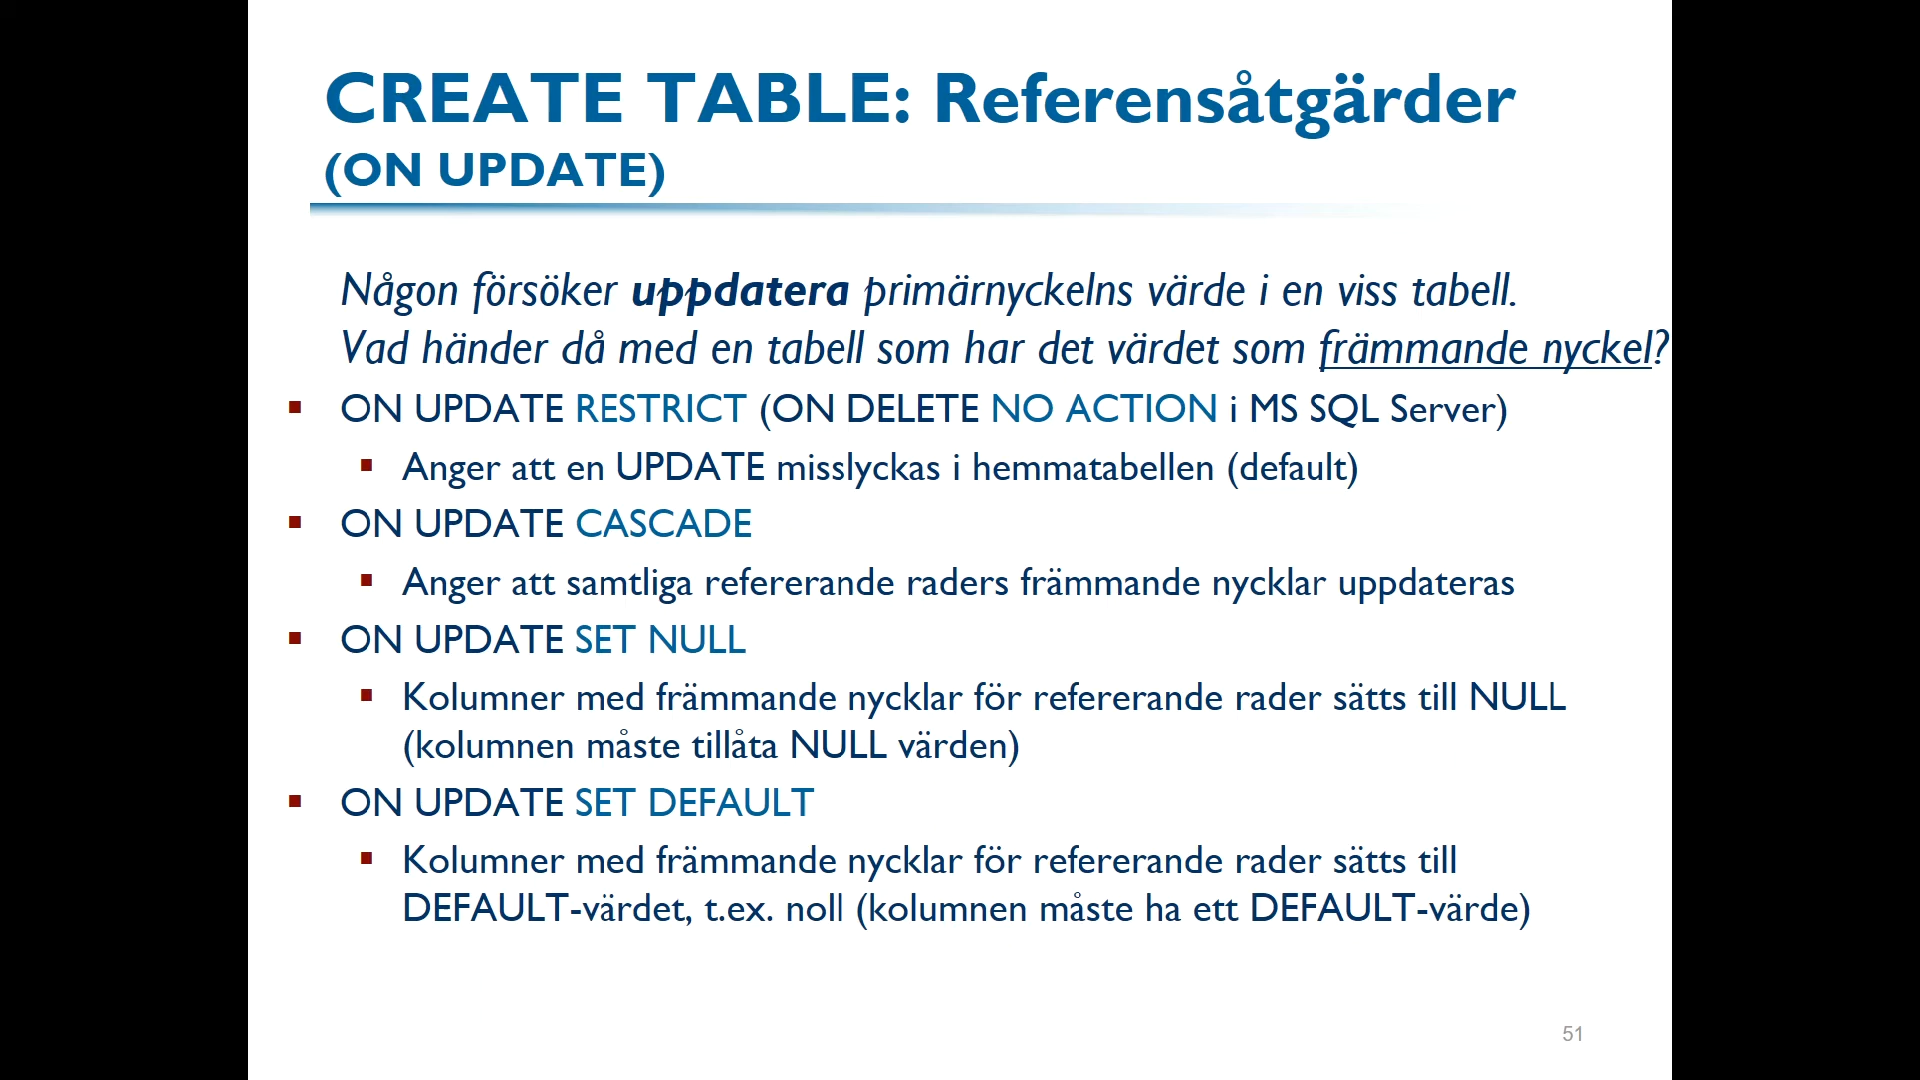 CREATE TABLE: Referensåtgärder
(ON UPDATE)
Någon försöker uppdatera primärnyckelns värde i en viss tabell.
Vad händer då med en tabell som har det värdet som främmande nyckel?
▪ ON UPDATE RESTRICT (ON DELETE NO ACTION i MS SQL Server)
▪ Anger att en UPDATE misslyckas i hemmatabellen (default)
▪ ON UPDATE CASCADE
▪ Anger att samtliga refererande raders främmande nycklar uppdateras
▪ ON UPDATE SET NULL
▪ Kolumner med främmande nycklar för refererande rader sätts till NULL
(kolumnen måste tillåta NULL värden)
▪ ON UPDATE SET DEFAULT
▪ Kolumner med främmande nycklar för refererande rader sätts till
DEFAULT-värdet, t.ex. noll (kolumnen måste ha ett DEFAULT-värde)
51